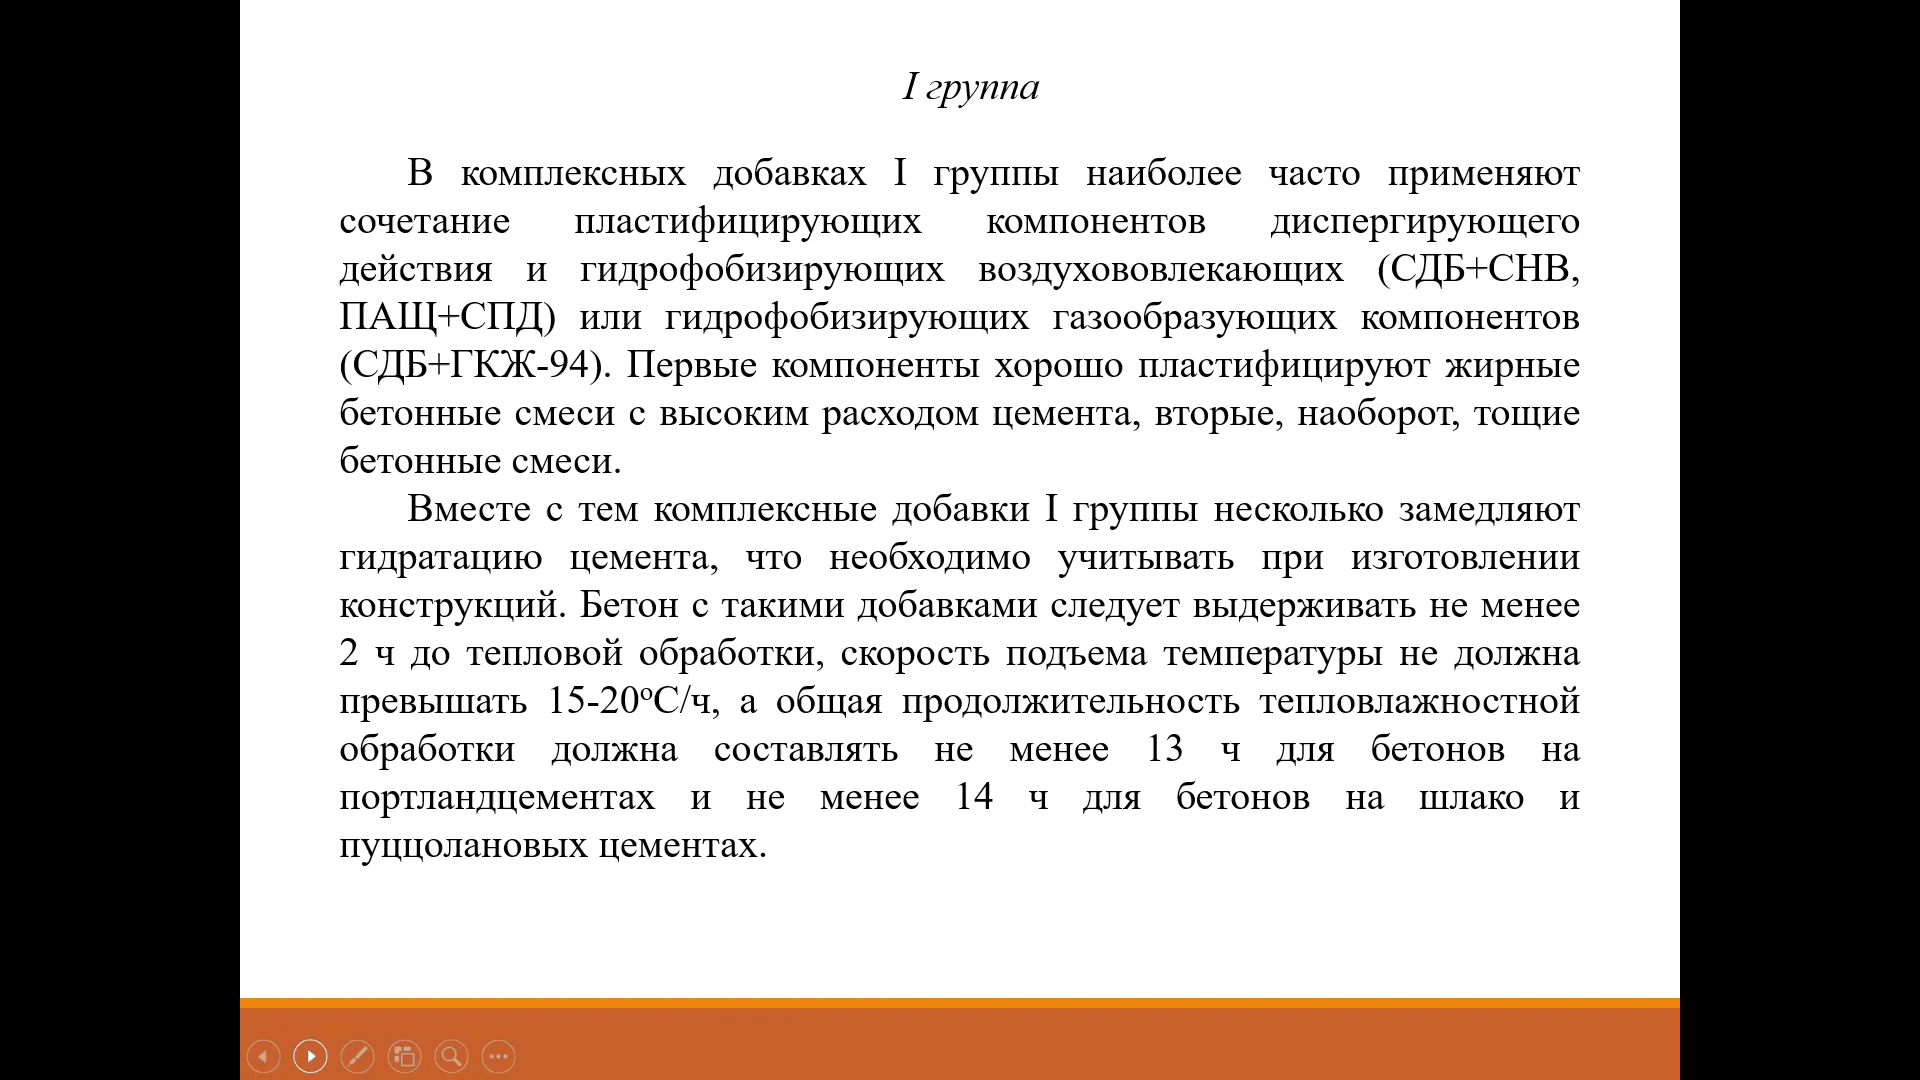 I группа
В комплексных добавках I группы наиболее часто применяют
сочетание пластифицирующих компонентов диспергирующего
действия и гидрофобизирующих воздухововлекающих (СДБ+СНВ,
ПАЩ+СПД) или гидрофобизирующих газообразующих компонентов
(СДБ+ГКЖ-94). Первые компоненты хорошо пластифицируют жирные
бетонные смеси с высоким расходом цемента, вторые, наоборот, тощие
бетонные смеси.
Вместе с тем комплексные добавки I группы несколько замедляют
гидратацию цемента, что необходимо учитывать при изготовлении
конструкций. Бетон с такими добавками следует выдерживать не менее
2 ч до тепловой обработки, скорость подъема температуры не должна
превышать 15-20ºС/ч, а общая продолжительность тепловлажностной
обработки должна составлять не менее 13 ч для бетонов на
портландцементах и не менее 14 ч для бетонов на шлако и
пуццолановых цементах.